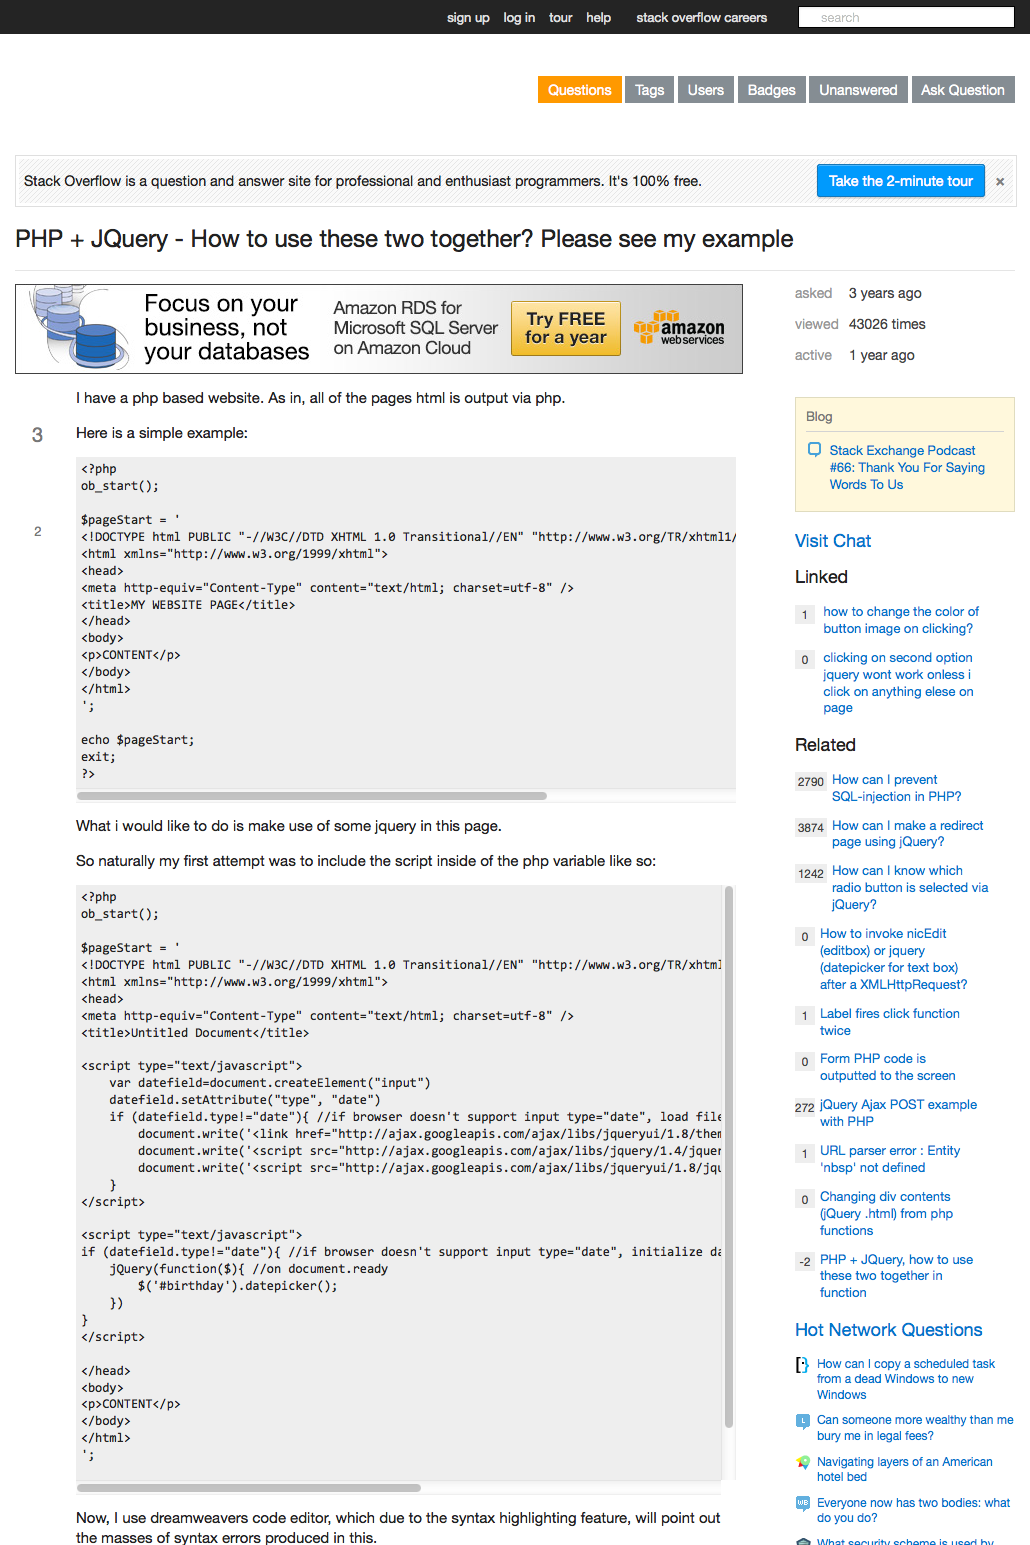 sign up log in tour help stack overflow careers search
Questions Tags Users Badges Unanswered Ask Question
Stack Overflow is a question and answer site for professional and enthusiast programmers. It's 100% free.
Take the 2-minute tour ×
PHP + JQuery - How to use these two together? Please see my example
Focus on your
business, not
your databases
Amazon RDS for
Microsoft SQL Server
on Amazon Cloud
Try FREE
for a year
amazon
web services
I have a php based website. As in, all of the pages html is output via php.
3
Here is a simple example:
2
<?php
ob_start();
$pageStart = '
<!DOCTYPE html PUBLIC "-//W3C//DTD XHTML 1.0 Transitional//EN" "http://www.w3.org/TR/xhtml1/
<html xmlns="http://www.w3.org/1999/xhtml">
<head>
<meta http-equiv="Content-Type" content="text/html; charset=utf-8" />
<title>MY WEBSITE PAGE</title>
</head>
<body>
<p>CONTENT</p>
</body>
</html>
';
echo $pageStart;
exit;
?>
What i would like to do is make use of some jquery in this page.
So naturally my first attempt was to include the script inside of the php variable like so:
<?php
ob_start();
$pageStart = '
<!DOCTYPE html PUBLIC "-//W3C//DTD XHTML 1.0 Transitional//EN" "http://www.w3.org/TR/xhtml
<html xmlns="http://www.w3.org/1999/xhtml">
<head>
<meta http-equiv="Content-Type" content="text/html; charset=utf-8" />
<title>Untitled Document</title>
<script type="text/javascript">
var datefield=document.createElement("input")
datefield.setAttribute("type", "date")
if (datefield.type!="date"){ //if browser doesn't support input type="date", load file
document.write('<link href="http://ajax.googleapis.com/ajax/libs/jqueryui/1.8/them
document.write('<script src="http://ajax.googleapis.com/ajax/libs/jquery/1.4/jquer
document.write('<script src="http://ajax.googleapis.com/ajax/libs/jqueryui/1.8/jqu
}
</script>
<script type="text/javascript">
if (datefield.type!="date"){ //if browser doesn't support input type="date", initialize da
jQuery(function($){ //on document.ready
$('#birthday').datepicker();
})
}
</script>
</head>
<body>
<p>CONTENT</p>
</body>
</html>
';
Now, I use dreamweavers code editor, which due to the syntax highlighting feature, will point out
the masses of syntax errors produced in this.
asked 3 years ago
viewed 43026 times
active 1 year ago
Blog
Stack Exchange Podcast
#66: Thank You For Saying
Words To Us
Visit Chat
Linked
1 how to change the color of
button image on clicking?
0 clicking on second option
jquery wont work onless i
click on anything elese on
page
Related
2790 How can I prevent
SQL-injection in PHP?
3874 How can I make a redirect
page using jQuery?
1242 How can I know which
radio button is selected via
jQuery?
0 How to invoke nicEdit
(editbox) or jquery
(datepicker for text box)
after a XMLHttpRequest?
1 Label fires click function
twice
0 Form PHP code is
outputted to the screen
272 jQuery Ajax POST example
with PHP
1 URL parser error : Entity
'nbsp' not defined
0 Changing div contents
(jQuery .html) from php
functions
-2 PHP + JQuery, how to use
these two together in
function
Hot Network Questions
How can I copy a scheduled task
from a dead Windows to new
Windows
L Can someone more wealthy than me
bury me in legal fees?
Navigating layers of an American
hotel bed
WB Everyone now has two bodies: what
do you do?
What security scheme is used by